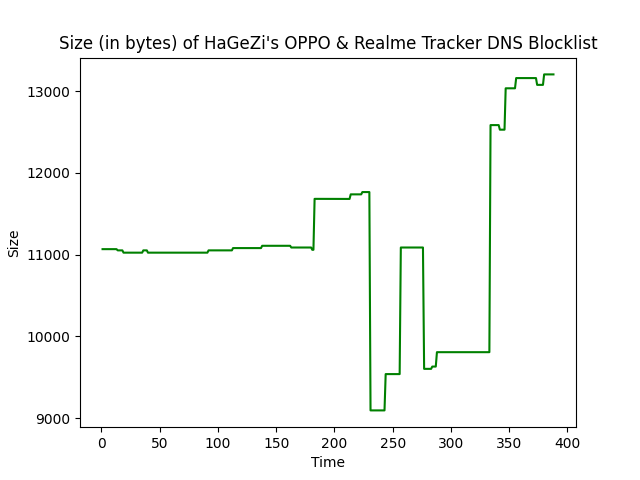 Size (in bytes) of HaGeZi's OPPO & Realme Tracker DNS Blocklist
13000
12000
11000
10000
9000
Size
0 50 100 150 200 250 300 350 400
Time